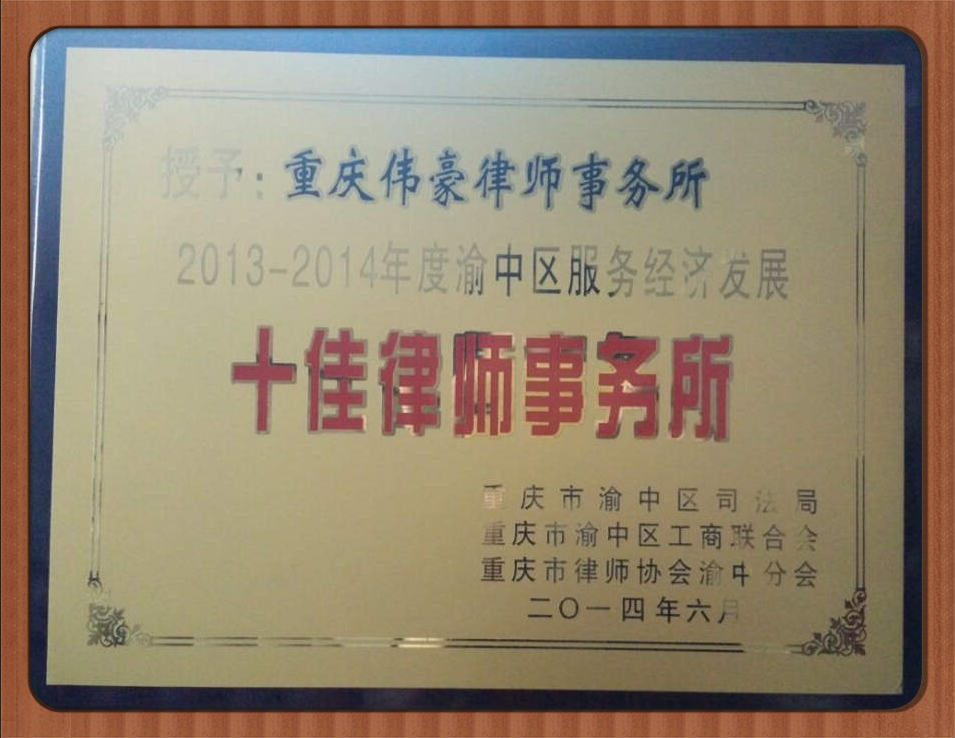 授予：重庆伟豪律师事务所
2013-2014年度渝中区服务经济发展
十佳律师事务所
重庆市渝中区司法局
重庆市渝中区工商联合会
重庆市律师协会渝中分会
二〇一四年六月